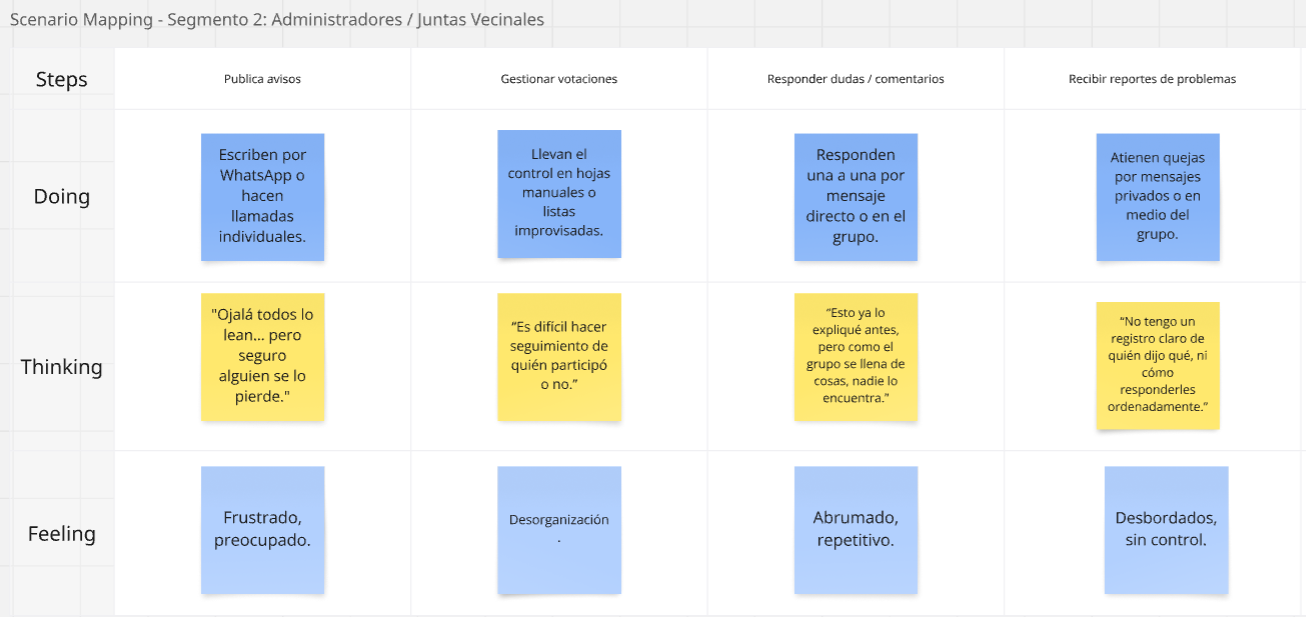 Scenario Mapping - Segmento 2: Administradores / Juntas Vecinales
Steps
Publica avisos
Gestionar votaciones
Responder dudas / comentarios
Recibir reportes de problemas
Doing
Escriben por
WhatsApp o
hacen
llamadas
individuales.
Llevan el
control en hojas
manuales o
listas
improvisadas.
Responden
una a una por
mensaje
directo o en el
grupo.
Atienen quejas
por mensajes
privados o en
medio del
grupo.
Thinking
"Ojalá todos lo
lean... pero
seguro
alguien se lo
pierde."
“Es difícil hacer
seguimiento de
quién participó
o no.”
“Esto ya lo
expliqué antes,
pero como el
grupo se llena de
cosas, nadie lo
encuentra.”
“No tengo un
registro claro de
quién dijo qué, ni
cómo
responderles
ordenadamente.”
Feeling
Frustrado,
preocupado.
Desorganización
.
Abrumado,
repetitivo.
Desbordados,
sin control.